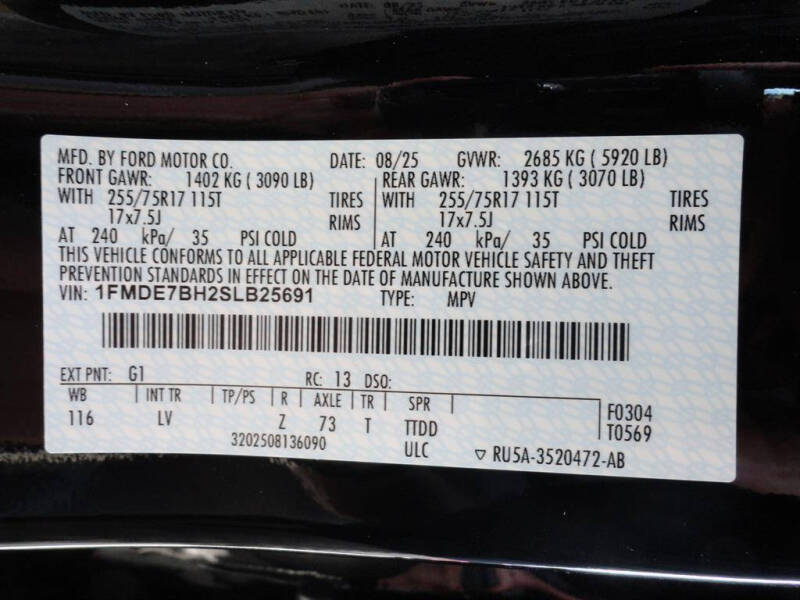 MFD. BY FORD MOTOR CO. DATE: 08/25 GVWR: 2685 KG ( 5920 LB)
FRONT GAWR: 1402 KG ( 3090 LB) REAR GAWR: 1393 KG ( 3070 LB)
WITH 255/75R17 115T TIRES WITH 255/75R17 115T TIRES
17x7.5J RIMS 17x7.5J RIMS
AT 240 kPa/ 35 PSI COLD AT 240 kPa/ 35 PSI COLD
THIS VEHICLE CONFORMS TO ALL APPLICABLE FEDERAL MOTOR VEHICLE SAFETY AND THEFT
PREVENTION STANDARDS IN EFFECT ON THE DATE OF MANUFACTURE SHOWN ABOVE.
VIN: 1FMDE7BH2SLB25691 TYPE: MPV
EXT PNT: G1 RC: 13 DSO:
WB INT TR TP/PS R AXLE TR SPR F0304
116 LV Z 73 T TTDD T0569
3202508136090 ULC ▽ RU5A-3520472-AB